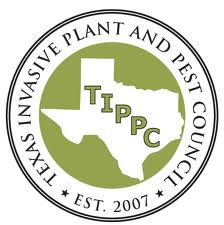 TEXAS INVASIVE PLANT AND PEST COUNCIL
TIPPC
★ EST. 2007 ★